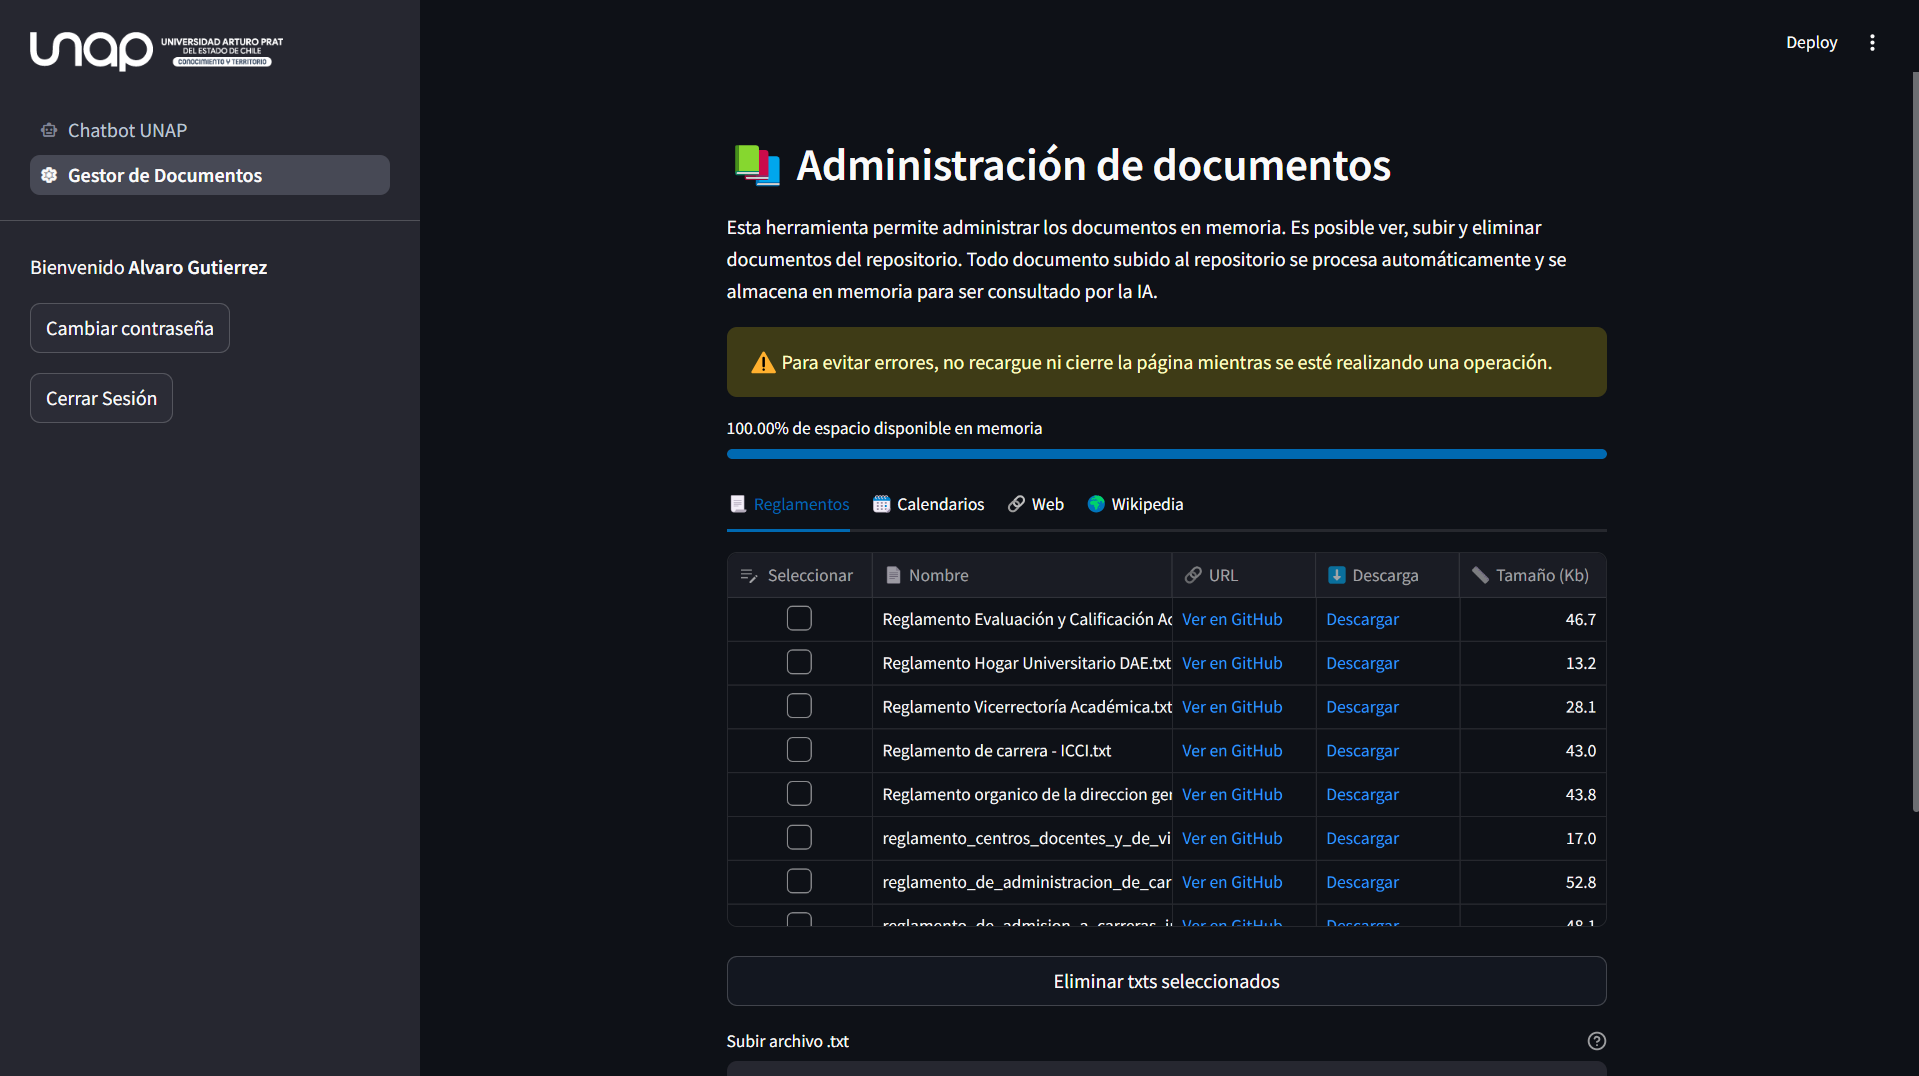 unap
UNIVERSIDAD ARTURO PRAT
DEL ESTADO DE CHILE
CONOCIMIENTO Y TERRITORIO
Deploy
Chatbot UNAP
Gestor de Documentos
Bienvenido Alvaro Gutierrez
Cambiar contraseña
Cerrar Sesión
Administración de documentos
Esta herramienta permite administrar los documentos en memoria. Es posible ver, subir y eliminar
documentos del repositorio. Todo documento subido al repositorio se procesa automáticamente y se
almacena en memoria para ser consultado por la IA.
Para evitar errores, no recargue ni cierre la página mientras se esté realizando una operación.
100.00% de espacio disponible en memoria
Reglamentos Calendarios Web Wikipedia
Seleccionar Nombre URL Descarga Tamaño (Kb)
Reglamento Evaluación y Calificación Ac Ver en GitHub Descargar 46.7
Reglamento Hogar Universitario DAE.txt Ver en GitHub Descargar 13.2
Reglamento Vicerrectoría Académica.txt Ver en GitHub Descargar 28.1
Reglamento de carrera - ICCI.txt Ver en GitHub Descargar 43.0
Reglamento organico de la direccion ger Ver en GitHub Descargar 43.8
reglamento_centros_docentes_y_de_vi Ver en GitHub Descargar 17.0
reglamento_de_administracion_de_car Ver en GitHub Descargar 52.8
reglamento_de_admision_a_carreras_i Ver en GitHub Descargar 48.1
Eliminar txts seleccionados
Subir archivo .txt